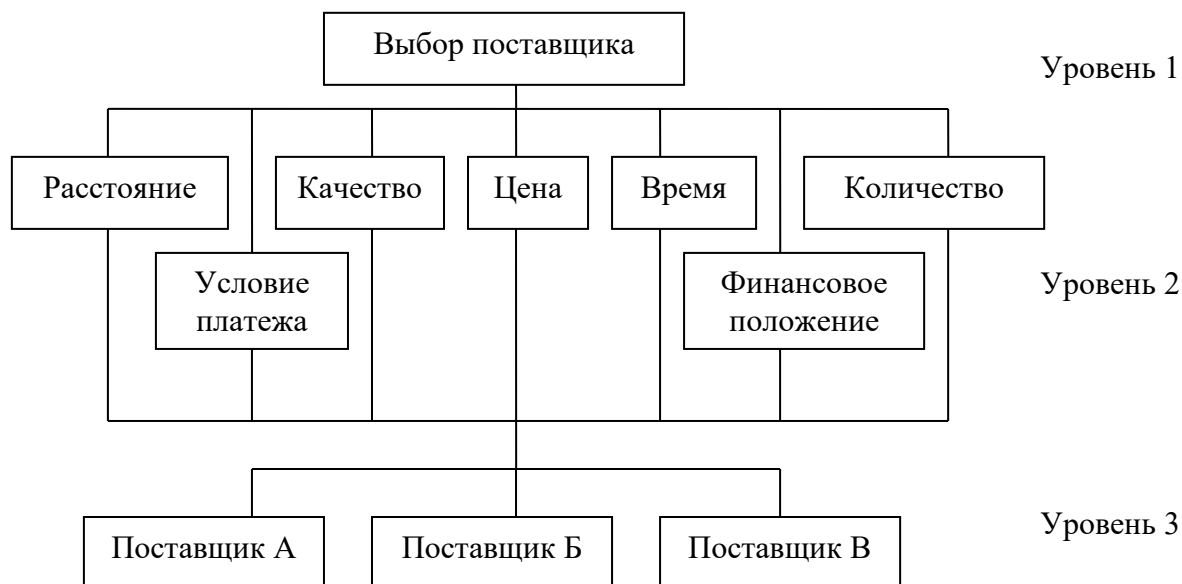 Выбор поставщика
Уровень 1
Расстояние
Качество
Цена
Время
Количество
Условие
платежа
Финансовое
положение
Уровень 2
Поставщик А
Поставщик Б
Поставщик В
Уровень 3